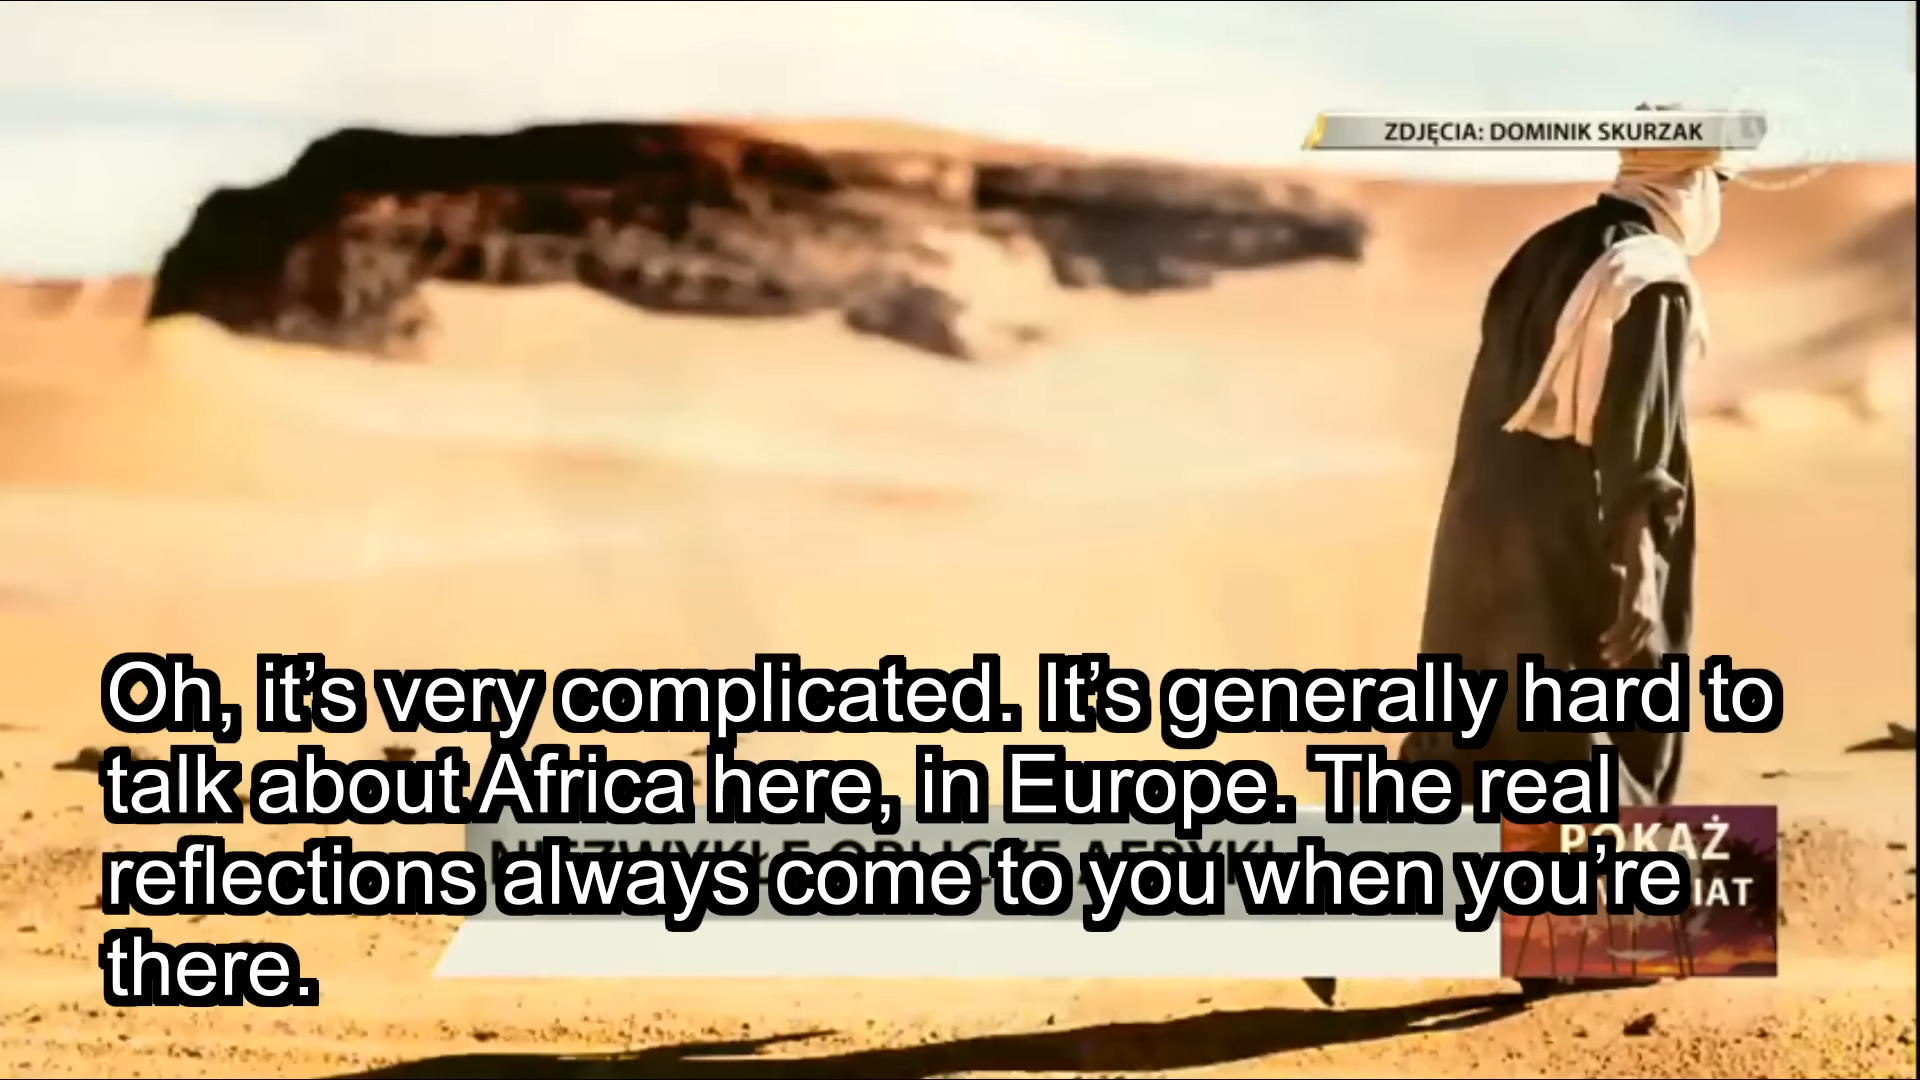 ZDJĘCIA: DOMINIK SKURZAK
Oh, it’s very complicated. It’s generally hard to
talk about Africa here, in Europe. The real
reflections always come to you when you’re
there.
POKAŻ